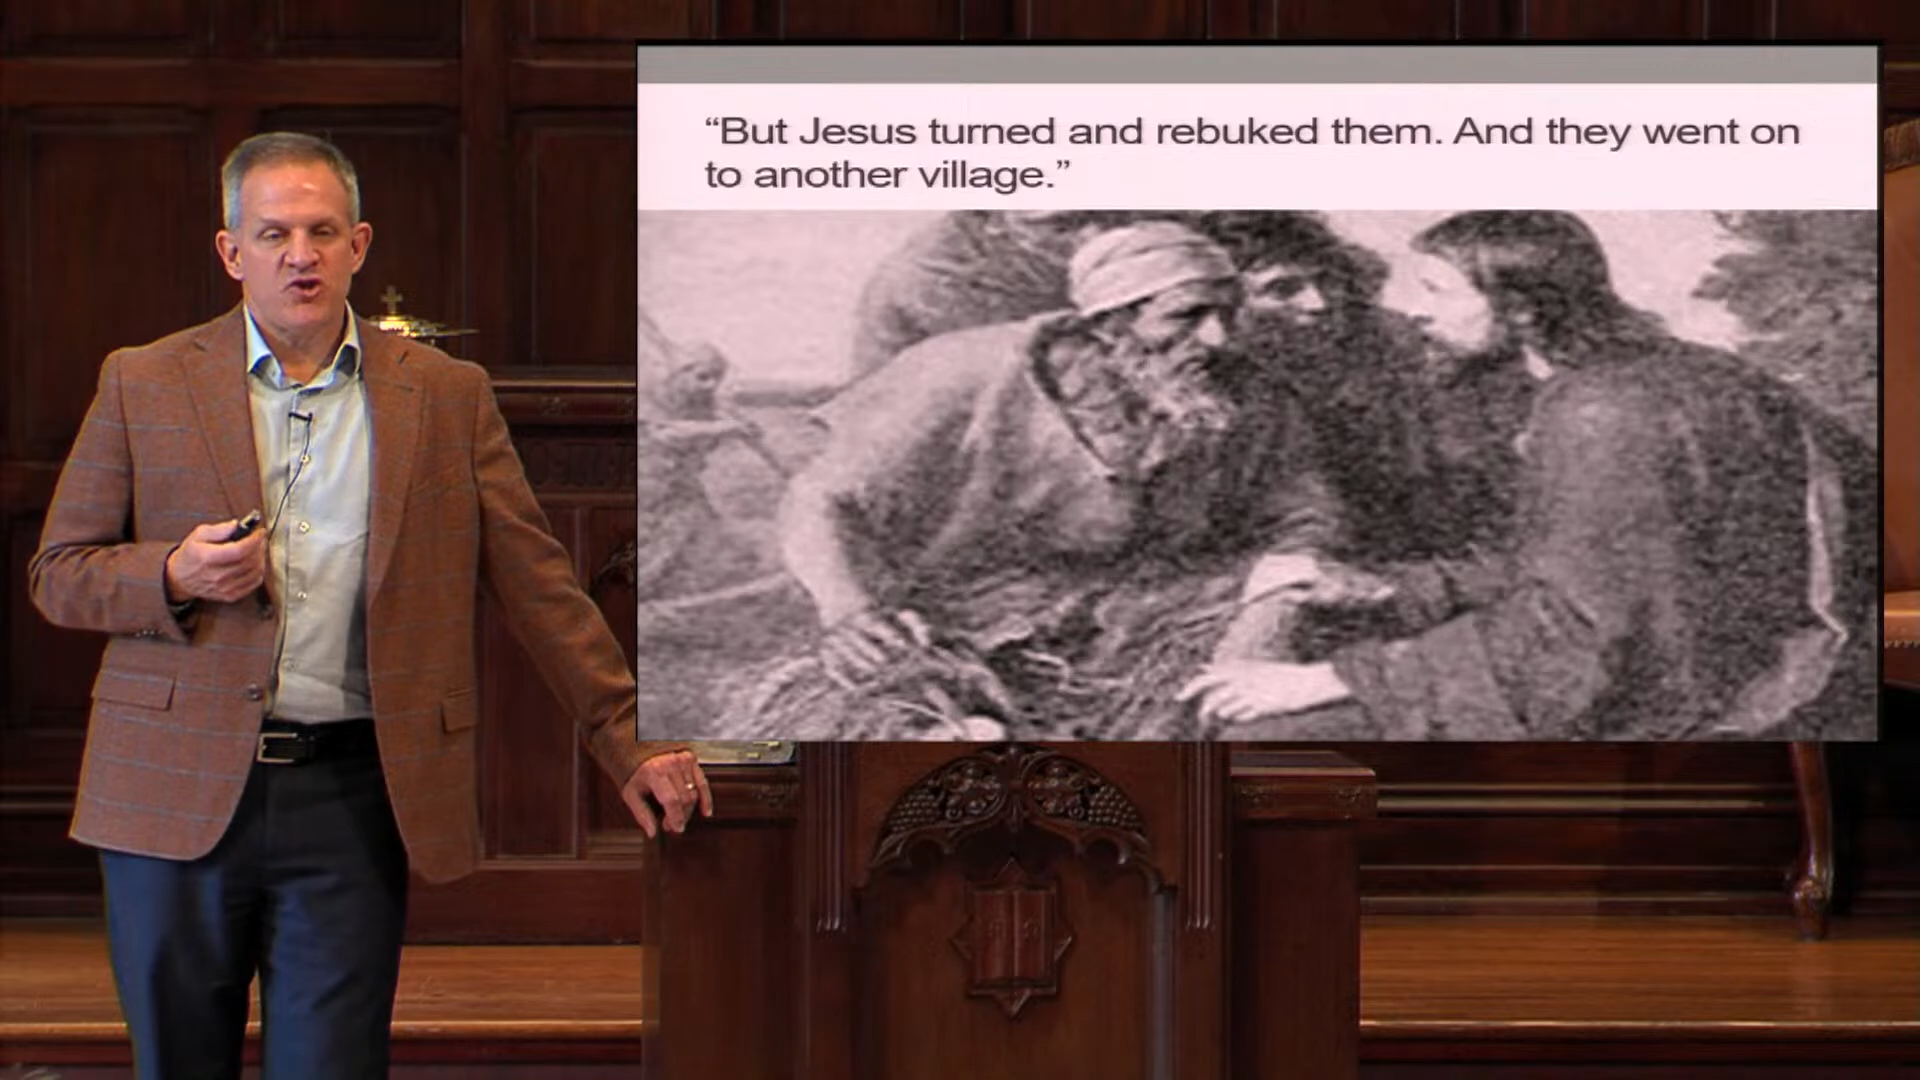 “But Jesus turned and rebuked them. And they went on
to another village.”